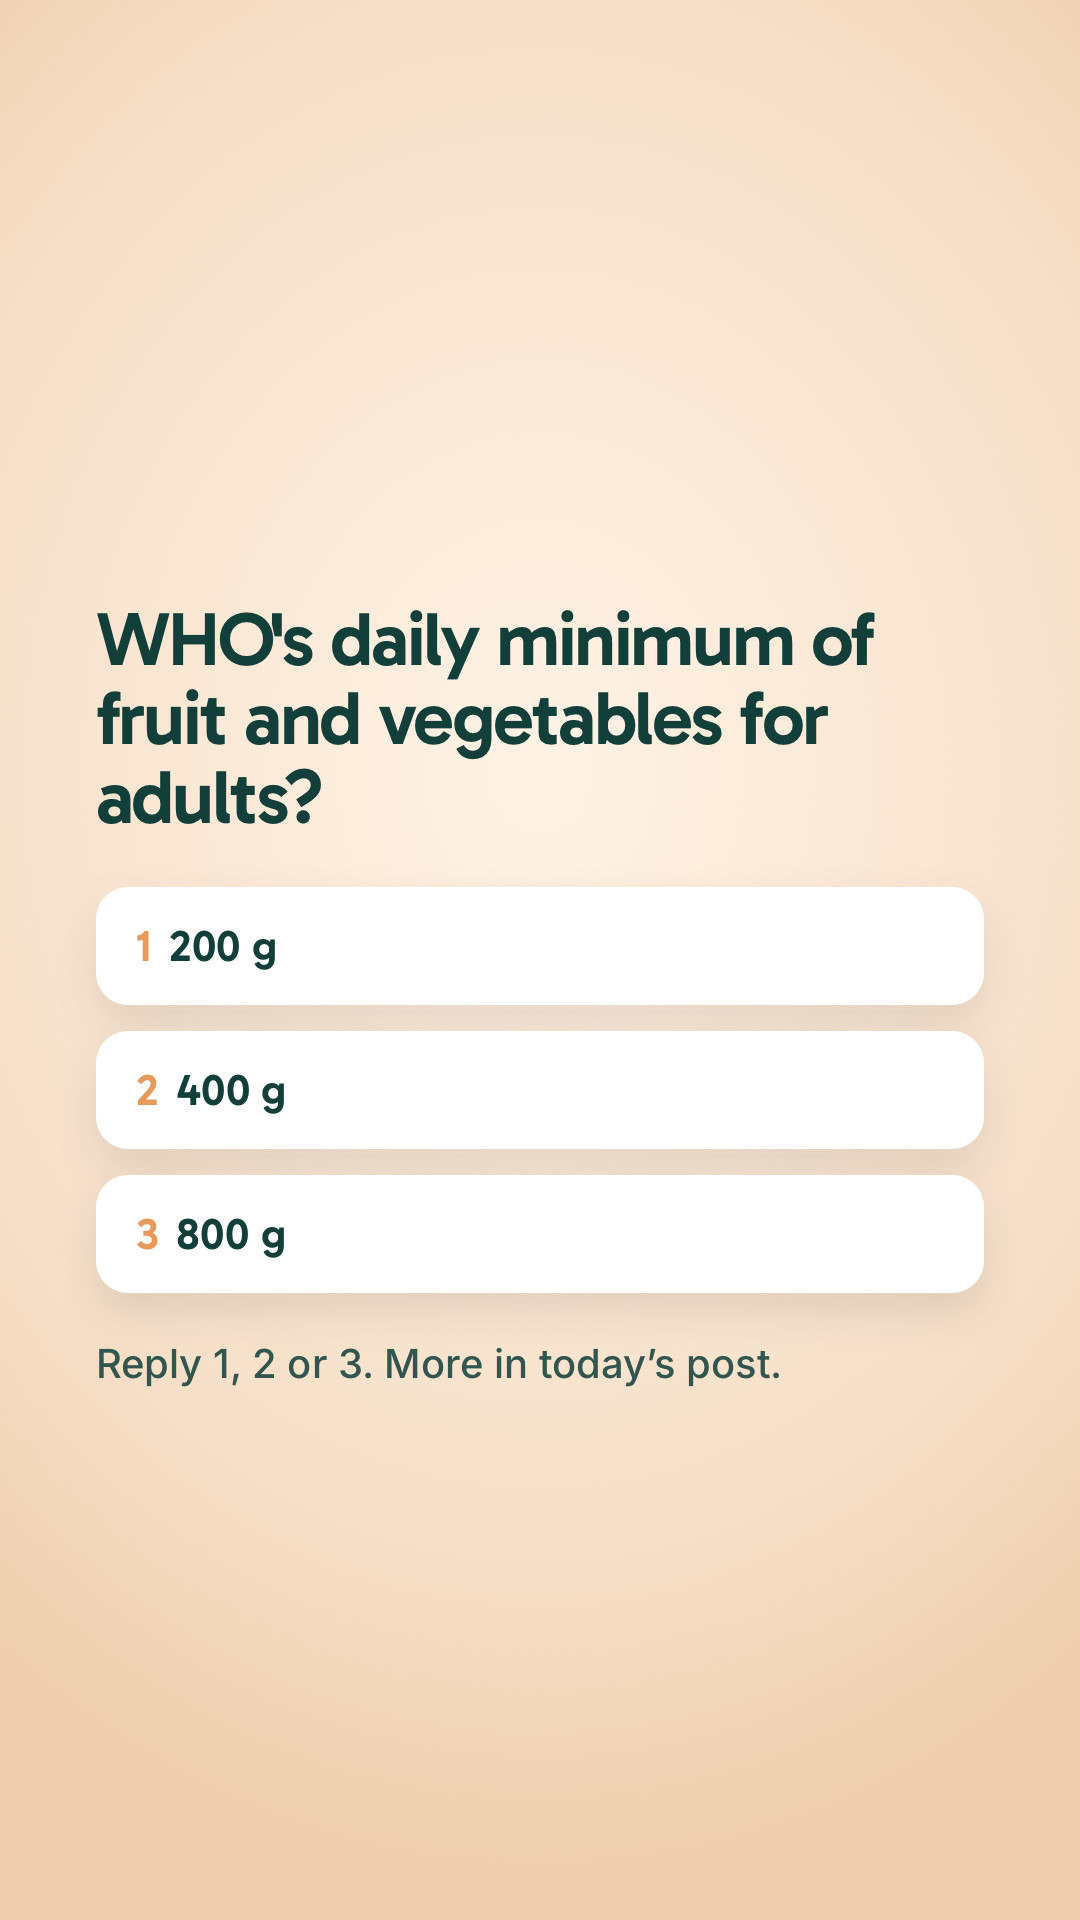 WHO's daily minimum of
fruit and vegetables for
adults?
1 200 g
2 400 g
3 800 g
Reply 1, 2 or 3. More in today’s post.